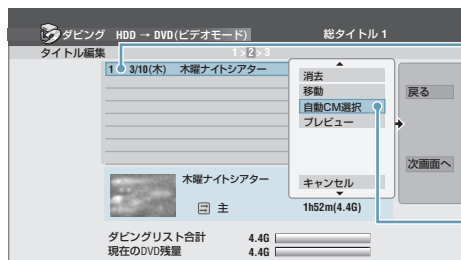 ダビング HDD → DVD(ビデオモード) 総タイトル 1
タイトル編集 1 > 2 > 3
1 3/10(木) 木曜ナイトシアター
消去
移動
自動CM選択
プレビュー
キャンセル
戻る
次画面へ
木曜ナイトシアター
主 1h52m(4.4G)
ダビングリスト合計 4.4G
現在のDVD残量 4.4G